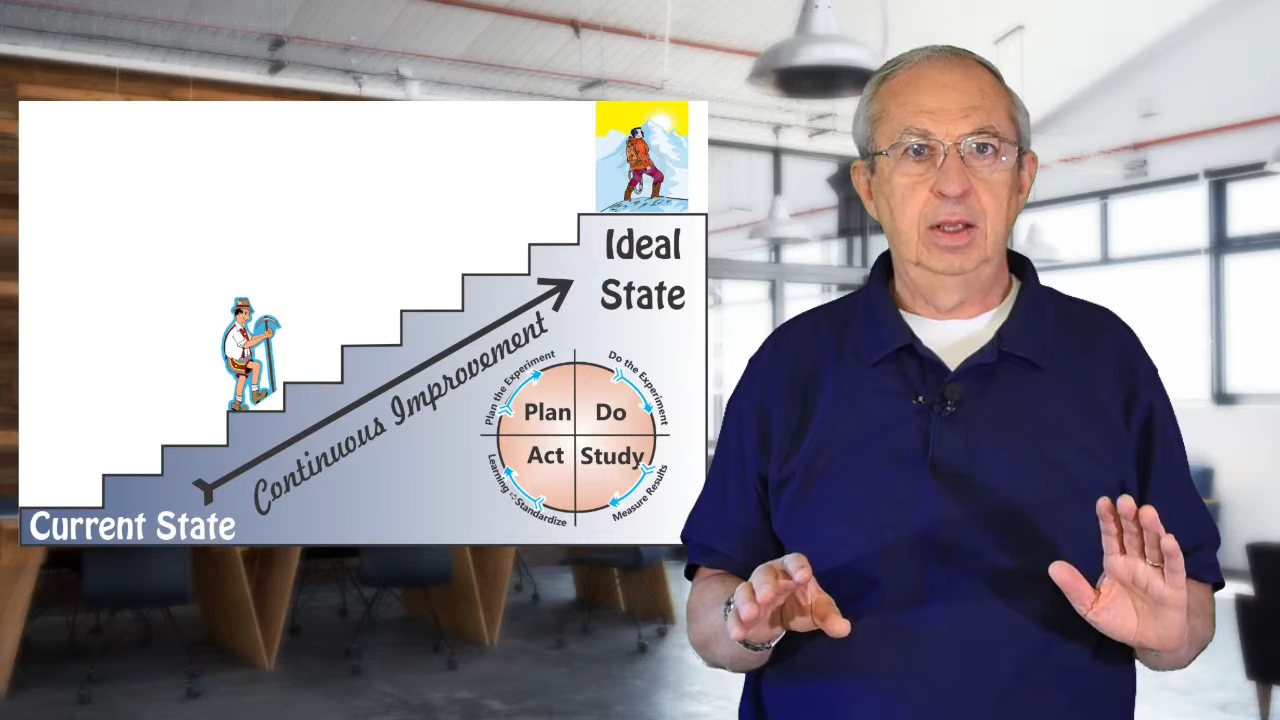 Ideal
State
Continuous Improvement
Plan the Experiment
Do the Experiment
Plan
Do
Act
Study
Learning ➪ Standardize
Measure Results
Current State